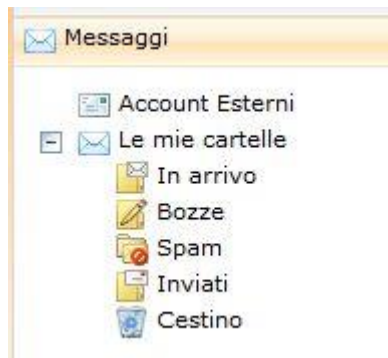 Messaggi
Account Esterni
Le mie cartelle
In arrivo
Bozze
Spam
Inviati
Cestino